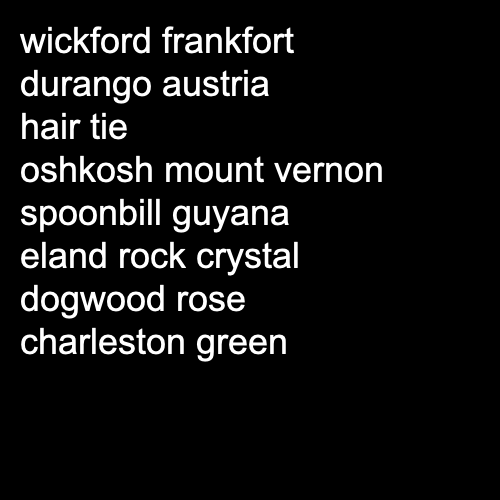 wickford frankfort
durango austria
hair tie
oshkosh mount vernon
spoonbill guyana
eland rock crystal
dogwood rose
charleston green